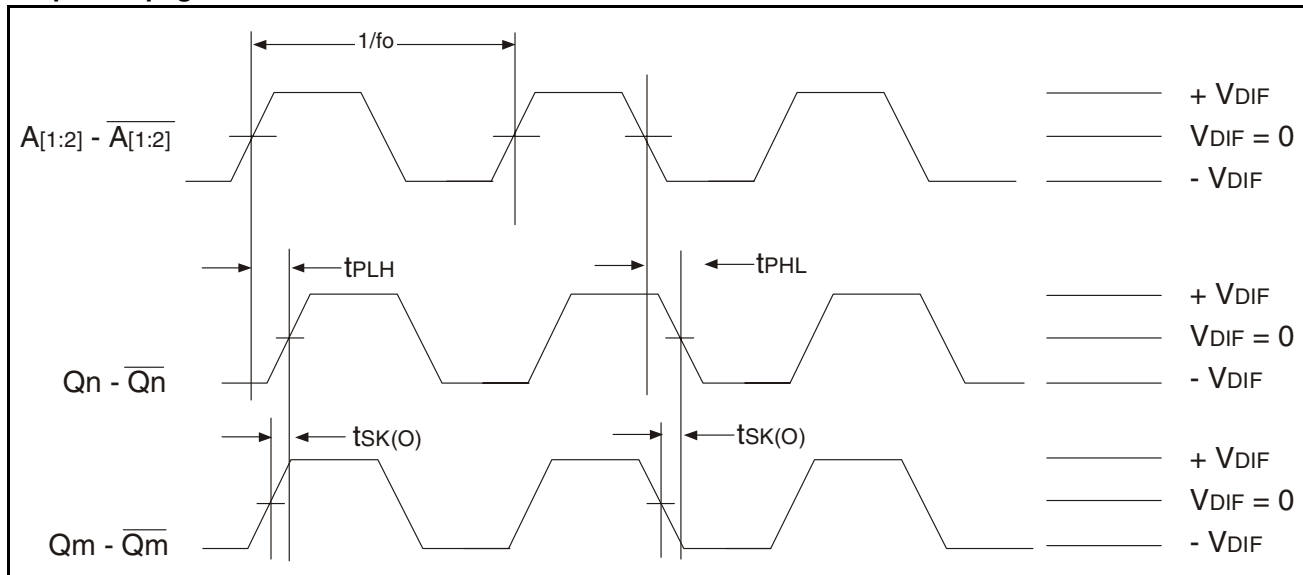 1/fo
A[1:2] - A[1:2]
+ VDIF
VDIF = 0
- VDIF
tPLH
tPHL
Qn - Qn
+ VDIF
VDIF = 0
- VDIF
tSK(O)
tSK(O)
Qm - Qm
+ VDIF
VDIF = 0
- VDIF